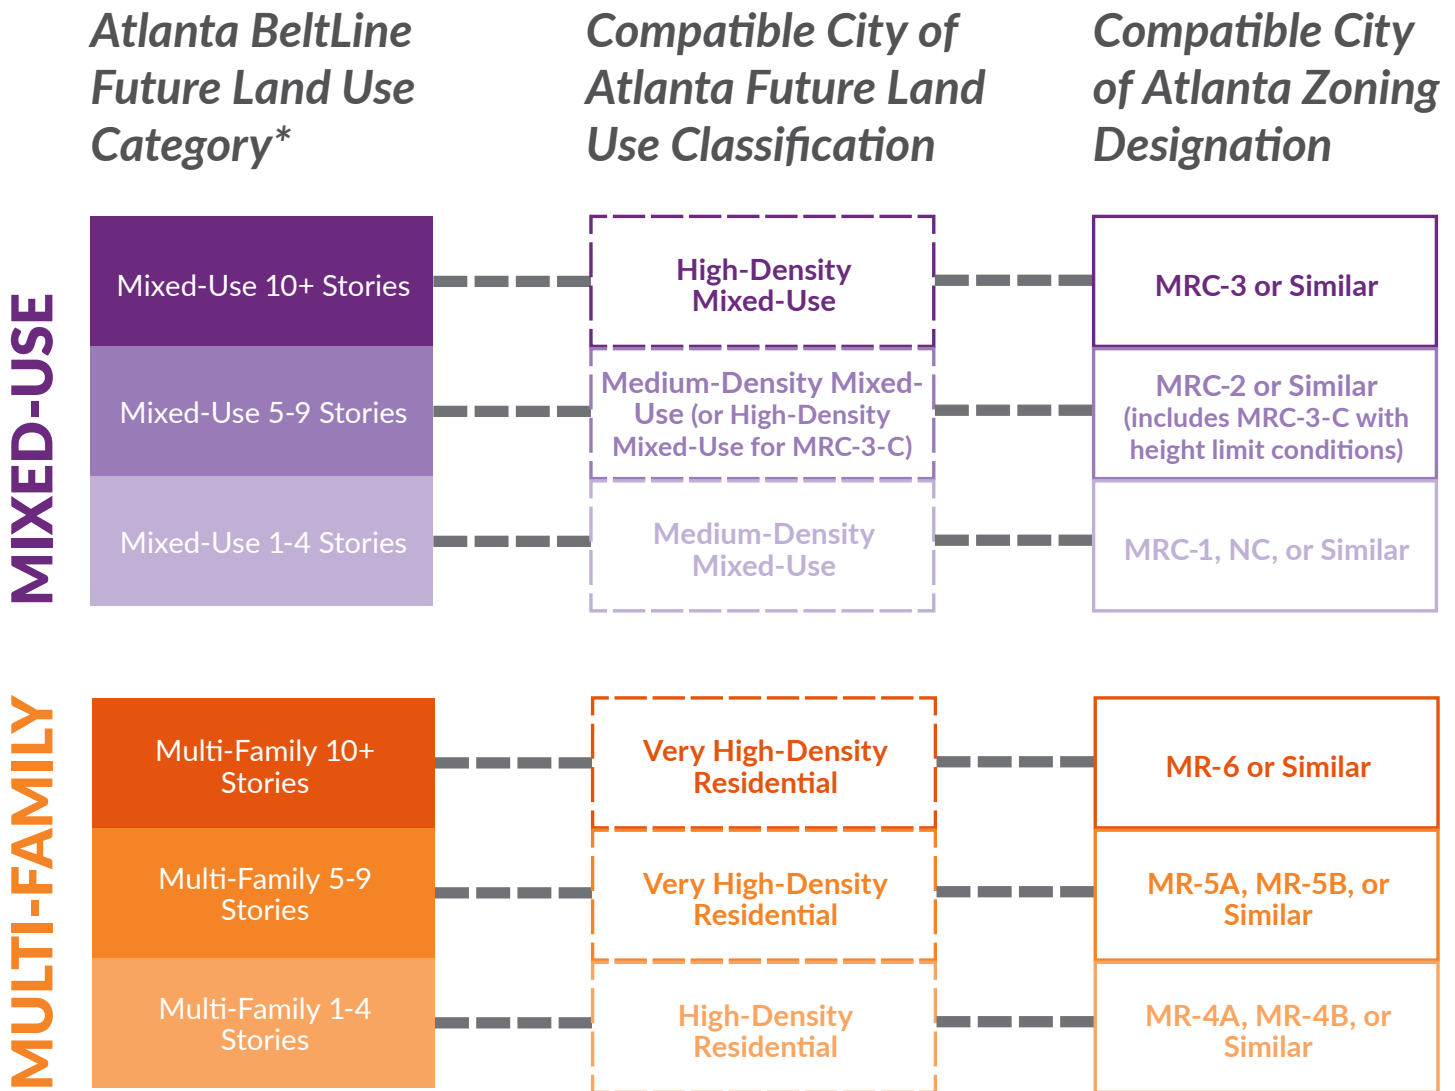 Atlanta BeltLine
Future Land Use
Category*
Compatible City of
Atlanta Future Land
Use Classification
Compatible City
of Atlanta Zoning
Designation
MIXED-USE
Mixed-Use 10+ Stories
High-Density
Mixed-Use
MRC-3 or Similar
Mixed-Use 5-9 Stories
Medium-Density Mixed-
Use (or High-Density
Mixed-Use for MRC-3-C)
MRC-2 or Similar
(includes MRC-3-C with
height limit conditions)
Mixed-Use 1-4 Stories
Medium-Density
Mixed-Use
MRC-1, NC, or Similar
MULTI-FAMILY
Multi-Family 10+
Stories
Very High-Density
Residential
MR-6 or Similar
Multi-Family 5-9
Stories
Very High-Density
Residential
MR-5A, MR-5B, or
Similar
Multi-Family 1-4
Stories
High-Density
Residential
MR-4A, MR-4B, or
Similar